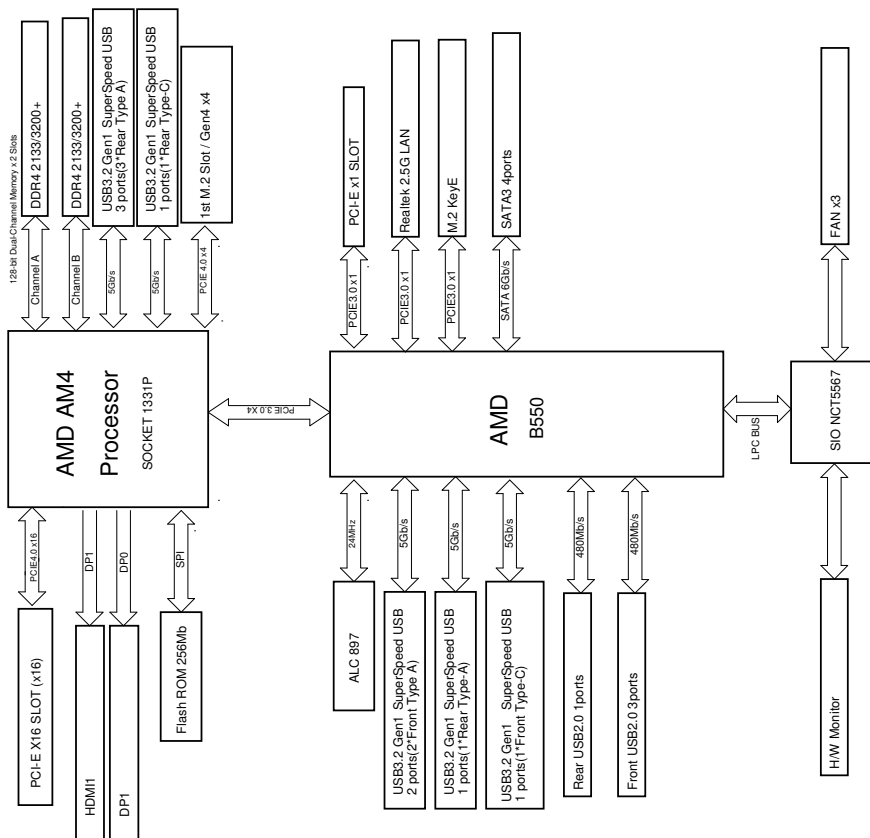 128-bit Dual-Channel Memory x 2 Slots
DDR4 2133/3200+
DDR4 2133/3200+
USB3.2 Gen1 SuperSpeed USB
3 ports(3*Rear Type A)
USB3.2 Gen1 SuperSpeed USB
1 ports(1*Rear Type-C)
1st M.2 Slot / Gen4 x4
Channel A
Channel B
5Gb/s
5Gb/s
PCIE 4.0 x4
AMD AM4
Processor
SOCKET 1331P
PCIE4.0 x16
DP1
DP0
SPI
PCI-E X16 SLOT (x16)
HDMI1
DP1
Flash ROM 256Mb
PCIE 3.0 X4
PCI-E x1 SLOT
Realtek 2.5G LAN
M.2 KeyE
SATA3 4ports
PCIE3.0 x1
PCIE3.0 x1
PCIE3.0 x1
SATA 6Gb/s
AMD
B550
24MHz
5Gb/s
5Gb/s
5Gb/s
480Mb/s
480Mb/s
ALC 897
USB3.2 Gen1 SuperSpeed USB
2 ports(2*Front Type A)
USB3.2 Gen1 SuperSpeed USB
1 ports(1*Rear Type-A)
USB3.2 Gen1 SuperSpeed USB
1 ports(1*Front Type-C)
Rear USB2.0 1ports
Front USB2.0 3ports
LPC BUS
FAN x3
SIO NCT5567
H/W Monitor